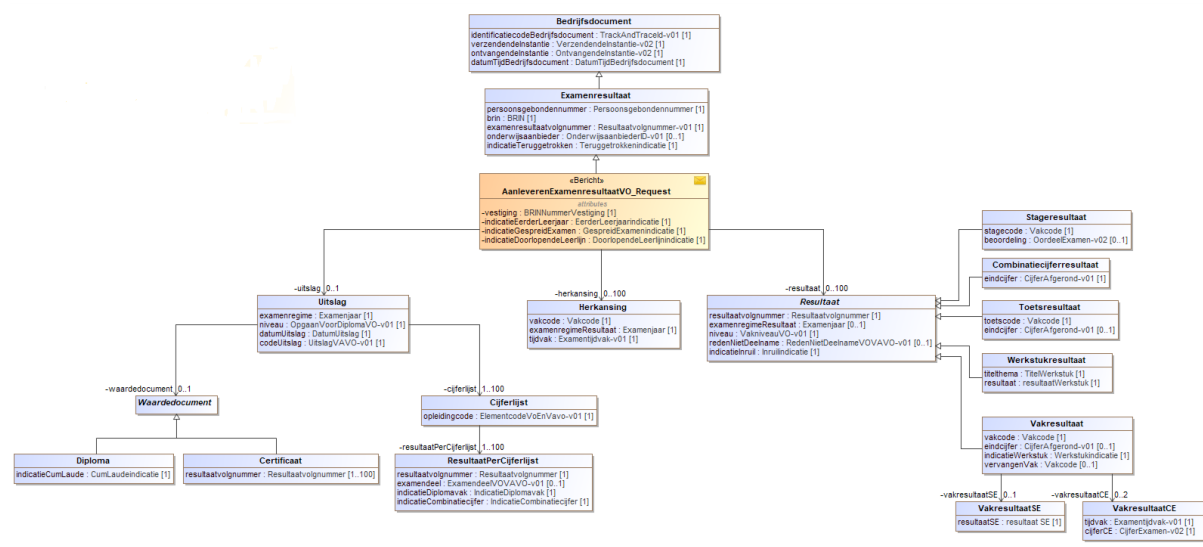 Bedrijfsdocument
identificatiecodeBedrijfsdocument : TrackAndTraceId-v01 [1]
verzendendeInstantie : VerzendendeInstantie-v02 [1]
ontvangendeInstantie : OntvangendeInstantie-v02 [1]
datumTijdBedrijfsdocument : DatumTijdBedrijfsdocument [1]
Examenresultaat
persoonsgebondennummer : Persoonsgebondennummer [1]
brin : BRIN [1]
examenresultaatvolgnummer : Resultaatvolgnummer-v01 [1]
onderwijsaanbieder : OnderwijsaanbiederID-v01 [0..1]
indicatieTeruggetrokken : Teruggetrokkenindicatie [1]
«Bericht»
AanleverenExamenresultaatVO_Request
attributes
-vestiging : BRINNummerVestiging [1]
-indicatieEerderLeerjaar : EerderLeerjaarindicatie [1]
-indicatieGespreidExamen : GespreidExamenindicatie [1]
-indicatieDoorlopendeLeerlijn : DoorlopendeLeerlijnindicatie [1]
-uitslag 0..1
-herkansing 0..100
-resultaat 0..100
Uitslag
examenregime : Examenjaar [1]
niveau : OpgaanVoorDiplomaVO-v01 [1]
datumUitslag : DatumUitslag [1]
codeUitslag : UitslagVAVO-v01 [1]
Herkansing
vakcode : Vakcode [1]
examenregimeResultaat : Examenjaar [1]
tijdvak : Examentijdvak-v01 [1]
Resultaat
resultaatvolgnummer : Resultaatvolgnummer [1]
examenregimeResultaat : Examenjaar [0..1]
niveau : VakniveauVO-v01 [1]
redenNietDeelname : RedenNietDeelnameVOVAVO-v01 [0..1]
indicatieInruil : Inruilindicatie [1]
Stageresultaat
stagecode : Vakcode [1]
beoordeling : OordeelExamen-v02 [0..1]
Combinatiecijferresultaat
eindcijfer : CijferAfgerond-v01 [1]
Toetsresultaat
toetscode : Vakcode [1]
eindcijfer : CijferAfgerond-v01 [0..1]
Werkstukresultaat
titelthema : TitelWerkstuk [1]
resultaat : resultaatWerkstuk [1]
Vakresultaat
vakcode : Vakcode [1]
eindcijfer : CijferAfgerond-v01 [0..1]
indicatieWerkstuk : Werkstukindicatie [1]
vervangenVak : Vakcode [0..1]
-vakresultaatSE 0..1
-vakresultaatCE 0..2
VakresultaatSE
resultaatSE : resultaat SE [1]
VakresultaatCE
tijdvak : Examentijdvak-v01 [1]
cijferCE : CijferExamen-v02 [1]
-waardedocument 0..1
-cijferlijst 1..100
Waardedocument
Cijferlijst
opleidingcode : ElementcodeVoEnVavo-v01 [1]
-resultaatPerCijferlijst 1..100
Diploma
indicatieCumLaude : CumLaudeindicatie [1]
Certificaat
resultaatvolgnummer : Resultaatvolgnummer [1..100]
ResultaatPerCijferlijst
resultaatvolgnummer : Resultaatvolgnummer [1]
examendeel : ExamendeelVOVAVO-v01 [0..1]
indicatieDiplomavak : IndicatieDiplomavak [1]
indicatieCombinatiecijfer : IndicatieCombinatiecijfer [1]